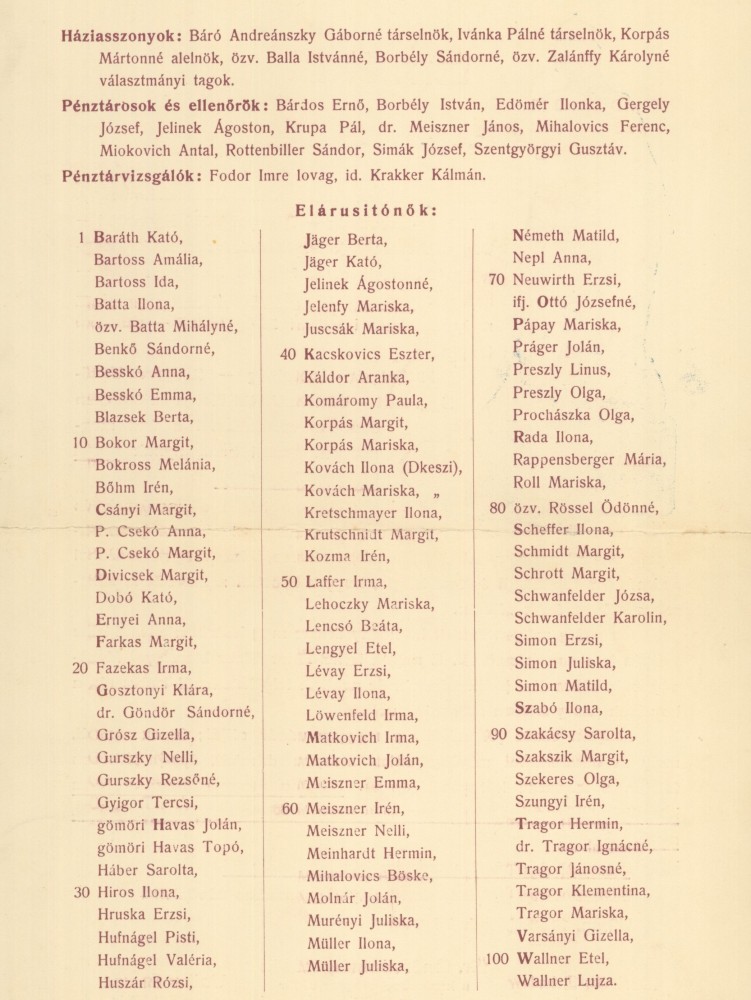 Háziasszonyok: Báró Andreánszky Gáborné társelnök, Ivánka Pálné társelnök, Korpás
Mártonné alelnök, özv. Balla Istvánné, Borbély Sándorné, özv. Zalánffy Károlyné
választmányi tagok.
Pénztárosok és ellenőrök: Bárdos Ernő, Borbély István, Edömér Ilonka, Gergely
József, Jelinek Ágoston, Krupa Pál, dr. Meiszner János, Mihalovics Ferenc,
Miokovich Antal, Rottenbiller Sándor, Simák József, Szentgyörgyi Gusztáv.
Pénztárvizsgálók: Fodor Imre lovag, id. Krakker Kálmán.
Elárusitónők:
1 Baráth Kató,
Bartoss Amália,
Bartoss Ida,
Batta Ilona,
özv. Batta Mihályné,
Benkő Sándorné,
Besskó Anna,
Besskó Emma,
Blazsek Berta,
10 Bokor Margit,
Bokross Melánia,
Bőhm Irén,
Csányi Margit,
P. Csekó Anna,
P. Csekó Margit,
Divicsek Margit,
Dobó Kató,
Ernyei Anna,
Farkas Margit,
20 Fazekas Irma,
Gosztonyi Klára,
dr. Göndör Sándorné,
Grósz Gizella,
Gurszky Nelli,
Gurszky Rezsőné,
Gyigor Tercsi,
gömöri Havas Jolán,
gömöri Havas Topó,
Háber Sarolta,
30 Hiros Ilona,
Hruska Erzsi,
Hufnágel Pisti,
Hufnágel Valéria,
Huszár Rózsi,
Jäger Berta,
Jäger Kató,
Jelinek Ágostonné,
Jelenfy Mariska,
Juscsák Mariska,
40 Kacskovics Eszter,
Káldor Aranka,
Komáromy Paula,
Korpás Margit,
Korpás Mariska,
Kovách Ilona (Dkeszi),
Kovách Mariska, „
Kretschmayer Ilona,
Krutschnidt Margit,
Kozma Irén,
50 Laffer Irma,
Lehoczky Mariska,
Lencsó Beáta,
Lengyel Etel,
Lévay Erzsi,
Lévay Ilona,
Löwenfeld Irma,
Matkovich Irma,
Matkovich Jolán,
Meiszner Emma,
60 Meiszner Irén,
Meiszner Nelli,
Meinhardt Hermin,
Mihalovics Böske,
Molnár Jolán,
Murényi Juliska,
Müller Ilona,
Müller Juliska,
Németh Matild,
Nepl Anna,
70 Neuwirth Erzsi,
ifj. Ottó Józsefné,
Pápay Mariska,
Práger Jolán,
Preszly Linus,
Preszly Olga,
Procházska Olga,
Rada Ilona,
Rappensberger Mária,
Roll Mariska,
80 özv. Rössel Ödönné,
Scheffer Ilona,
Schmidt Margit,
Schrott Margit,
Schwanfelder Józsa,
Schwanfelder Karolin,
Simon Erzsi,
Simon Juliska,
Simon Matild,
Szabó Ilona,
90 Szakácsy Sarolta,
Szakszik Margit,
Szekeres Olga,
Szungyi Irén,
Tragor Hermin,
dr. Tragor Ignácné,
Tragor Jánosné,
Tragor Klementina,
Tragor Mariska,
Varsányi Gizella,
100 Wallner Etel,
Wallner Lujza.